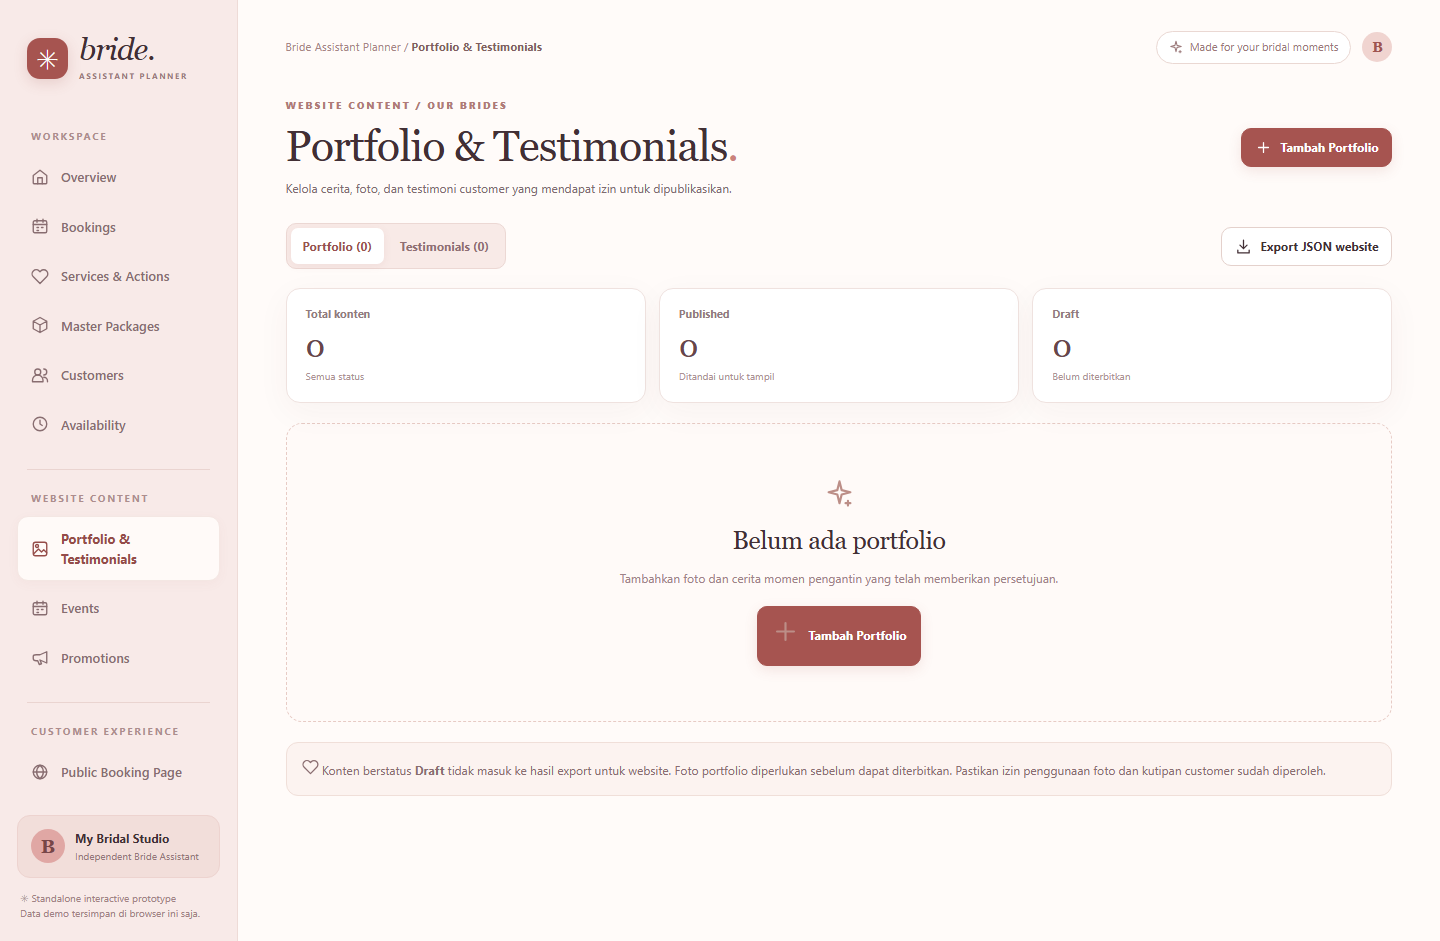 bride.
ASSISTANT PLANNER
WORKSPACE
Overview
Bookings
Services & Actions
Master Packages
Customers
Availability
WEBSITE CONTENT
Portfolio &
Testimonials
Events
Promotions
CUSTOMER EXPERIENCE
Public Booking Page
B
My Bridal Studio
Independent Bride Assistant
✳ Standalone interactive prototype
Data demo tersimpan di browser ini saja.
Bride Assistant Planner / Portfolio & Testimonials
Made for your bridal moments
B
WEBSITE CONTENT / OUR BRIDES
Portfolio & Testimonials.
Kelola cerita, foto, dan testimoni customer yang mendapat izin untuk dipublikasikan.
Tambah Portfolio
Portfolio (0)
Testimonials (0)
Export JSON website
Total konten
0
Semua status
Published
0
Ditandai untuk tampil
Draft
0
Belum diterbitkan
Belum ada portfolio
Tambahkan foto dan cerita momen pengantin yang telah memberikan persetujuan.
Tambah Portfolio
Konten berstatus Draft tidak masuk ke hasil export untuk website. Foto portfolio diperlukan sebelum dapat diterbitkan. Pastikan izin penggunaan foto dan kutipan customer sudah diperoleh.